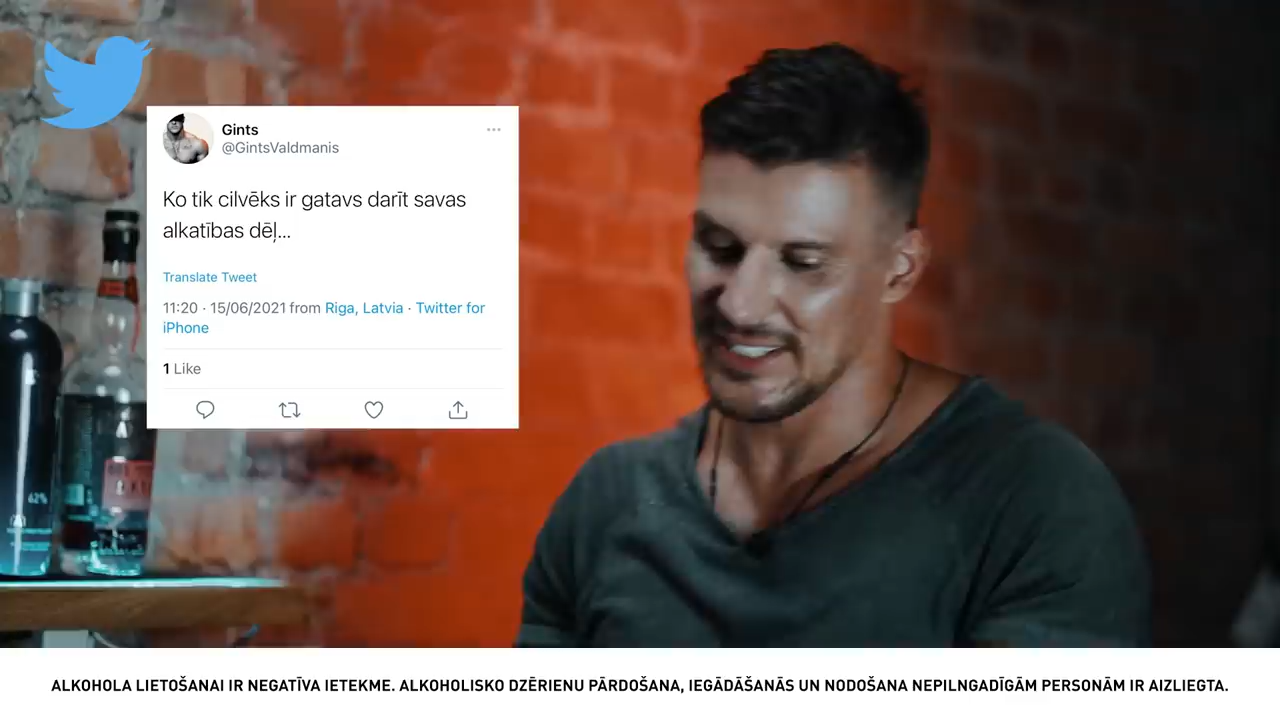 Gints
@GintsValdmanis
Ko tik cilvēks ir gatavs darīt savas
alkatības dēļ...
Translate Tweet
11:20 · 15/06/2021 from Riga, Latvia · Twitter for
iPhone
1 Like
62%
ALKOHOLA LIETOŠANAI IR NEGATĪVA IETEKME. ALKOHOLISKO DZĒRIENU PĀRDOŠANA, IEGĀDĀŠANĀS UN NODOŠANA NEPILNGADĪGĀM PERSONĀM IR AIZLIEGTA.